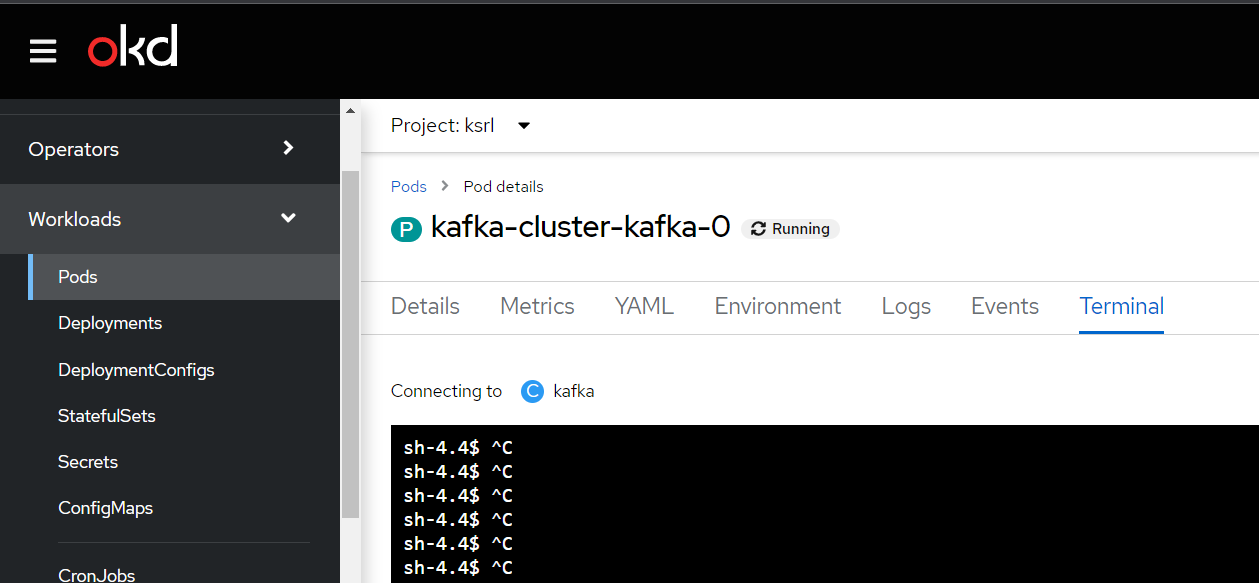 okd
Operators
Workloads
Pods
Deployments
DeploymentConfigs
StatefulSets
Secrets
ConfigMaps
CronJobs
Project: ksrl
Pods > Pod details
P kafka-cluster-kafka-0 Running
Details Metrics YAML Environment Logs Events Terminal
Connecting to C kafka
sh-4.4$ ^C
sh-4.4$ ^C
sh-4.4$ ^C
sh-4.4$ ^C
sh-4.4$ ^C
sh-4.4$ ^C